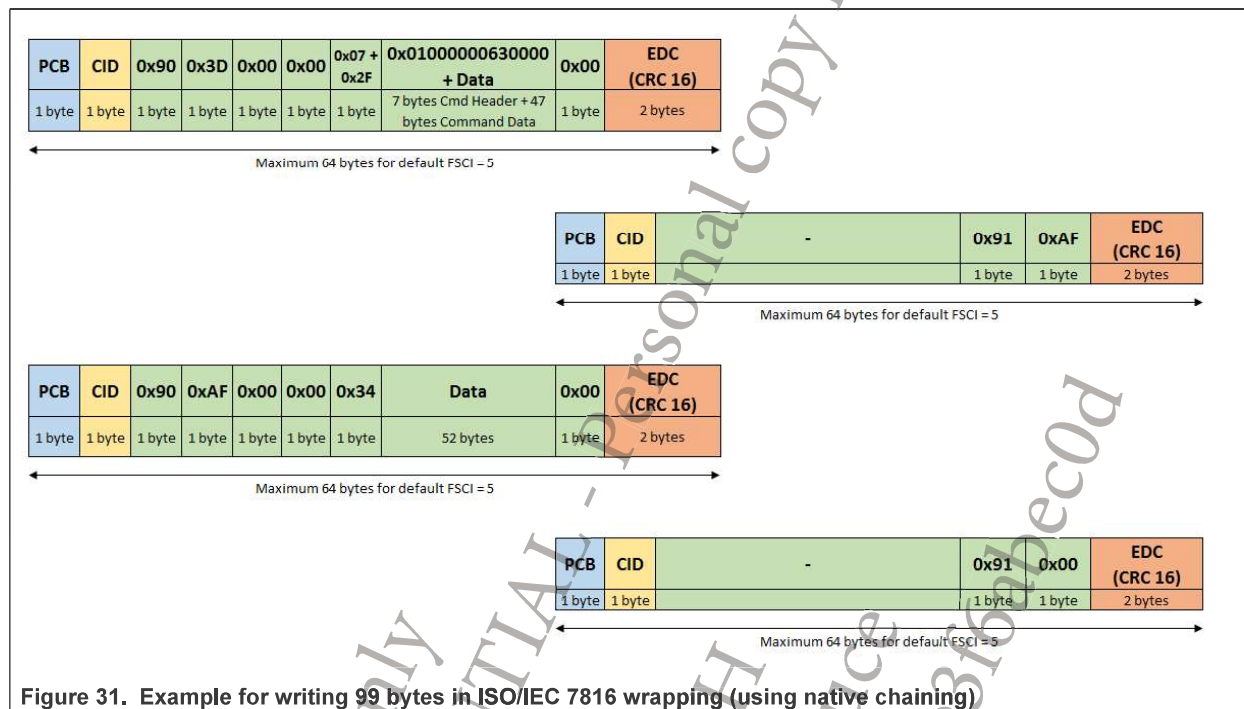 PCB CID 0x90 0x3D 0x00 0x00 0x07 + 0x01000000630000 0x00 EDC
0x2F + Data (CRC 16)
1 byte 1 byte 1 byte 1 byte 1 byte 1 byte 1 byte 7 bytes Cmd Header + 47 1 byte 2 bytes
bytes Command Data
Maximum 64 bytes for default FSCI = 5
PCB CID - 0x91 0xAF EDC
(CRC 16)
1 byte 1 byte 1 byte 1 byte 2 bytes
Maximum 64 bytes for default FSCI = 5
PCB CID 0x90 0xAF 0x00 0x00 0x34 Data 0x00 EDC
(CRC 16)
1 byte 1 byte 1 byte 1 byte 1 byte 1 byte 1 byte 52 bytes 1 byte 2 bytes
Maximum 64 bytes for default FSCI = 5
PCB CID - 0x91 0x00 EDC
(CRC 16)
1 byte 1 byte 1 byte 1 byte 2 bytes
Maximum 64 bytes for default FSCI = 5
Figure 31. Example for writing 99 bytes in ISO/IEC 7816 wrapping (using native chaining)
only
TIAL - Personal copy
H
ce
3f6abec0d